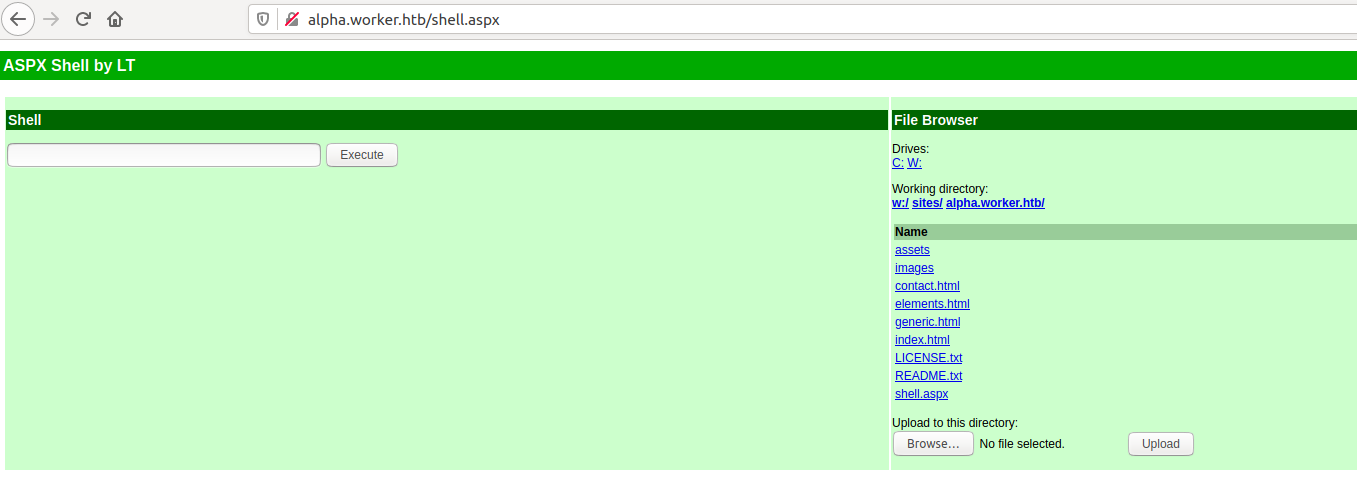 alpha.worker.htb/shell.aspx
ASPX Shell by LT
Shell
Execute
File Browser
Drives:
C: W:
Working directory:
w:/ sites/ alpha.worker.htb/
Name
assets
images
contact.html
elements.html
generic.html
index.html
LICENSE.txt
README.txt
shell.aspx
Upload to this directory:
Browse... No file selected. Upload